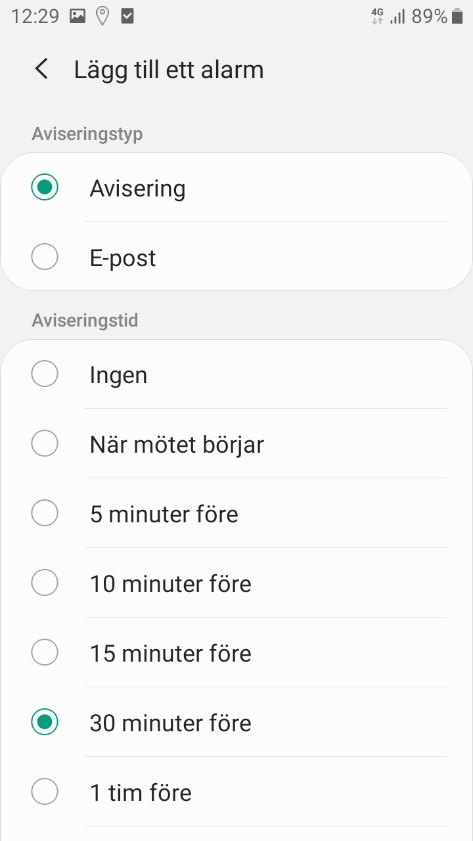 12:29 4G 89%
Lägg till ett alarm
Aviseringstyp
Avisering
E-post
Aviseringstid
Ingen
När mötet börjar
5 minuter före
10 minuter före
15 minuter före
30 minuter före
1 tim före